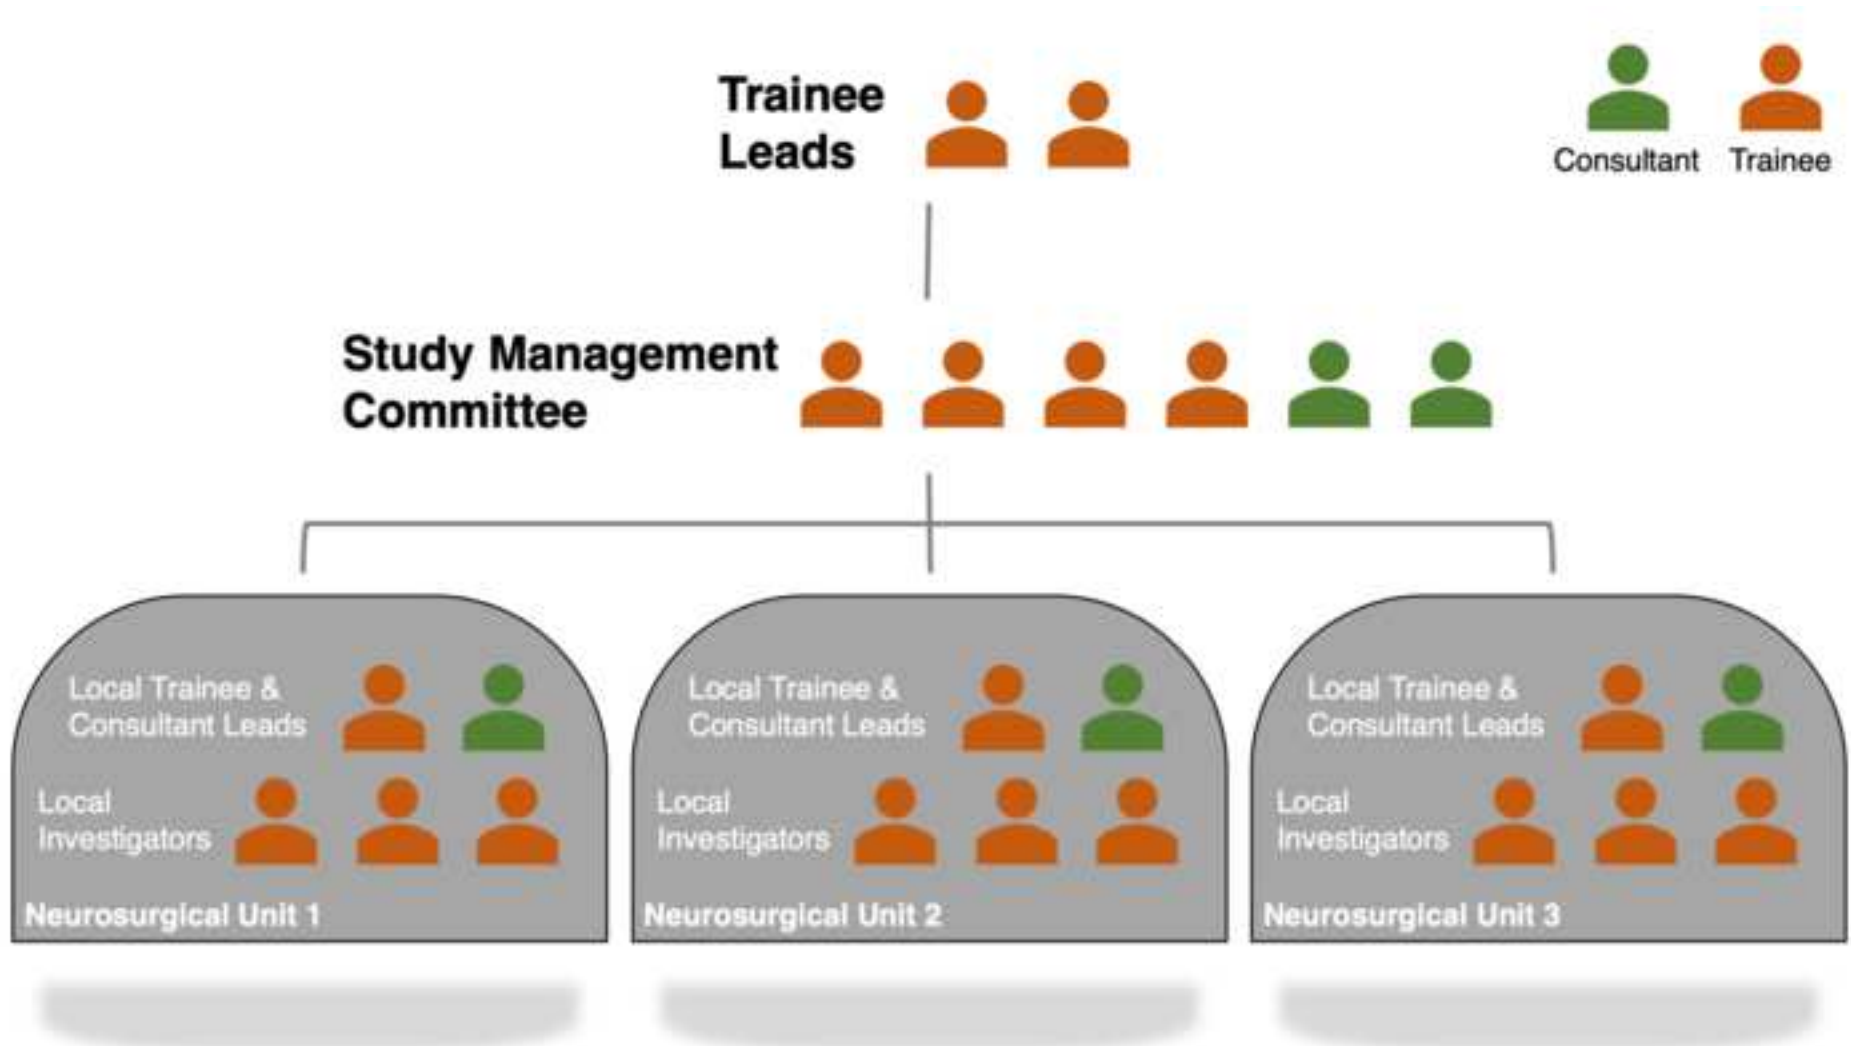 Trainee
Leads
Consultant
Trainee
Study Management
Committee
Local Trainee &
Consultant Leads
Local
Investigators
Neurosurgical Unit 1
Local Trainee &
Consultant Leads
Local
Investigators
Neurosurgical Unit 2
Local Trainee &
Consultant Leads
Local
Investigators
Neurosurgical Unit 3